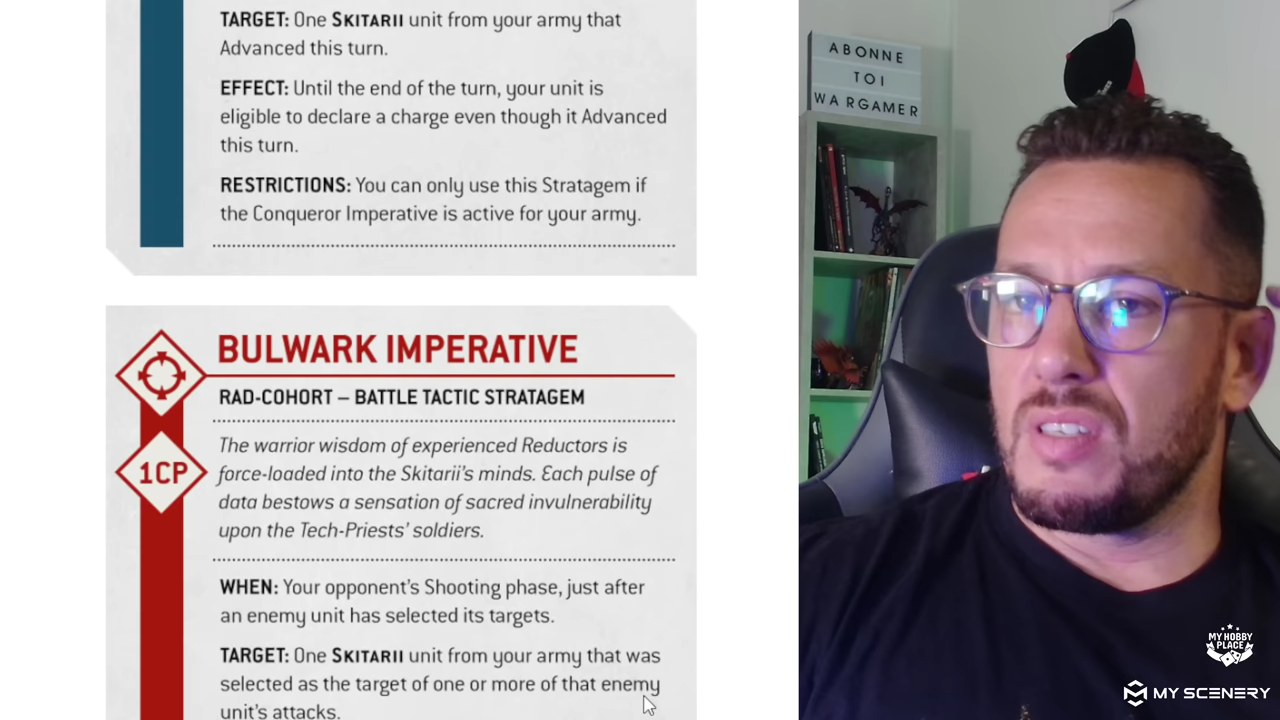 TARGET: One SKITARII unit from your army that
Advanced this turn.
EFFECT: Until the end of the turn, your unit is
eligible to declare a charge even though it Advanced
this turn.
RESTRICTIONS: You can only use this Stratagem if
the Conqueror Imperative is active for your army.
BULWARK IMPERATIVE
RAD-COHORT – BATTLE TACTIC STRATAGEM
1CP
The warrior wisdom of experienced Reductors is
force-loaded into the Skitarii's minds. Each pulse of
data bestows a sensation of sacred invulnerability
upon the Tech-Priests' soldiers.
WHEN: Your opponent's Shooting phase, just after
an enemy unit has selected its targets.
TARGET: One SKITARII unit from your army that was
selected as the target of one or more of that enemy
unit's attacks.
ABONNE
TOI
WARGAMER
MY HOBBY
PLACE
MY SCENERY